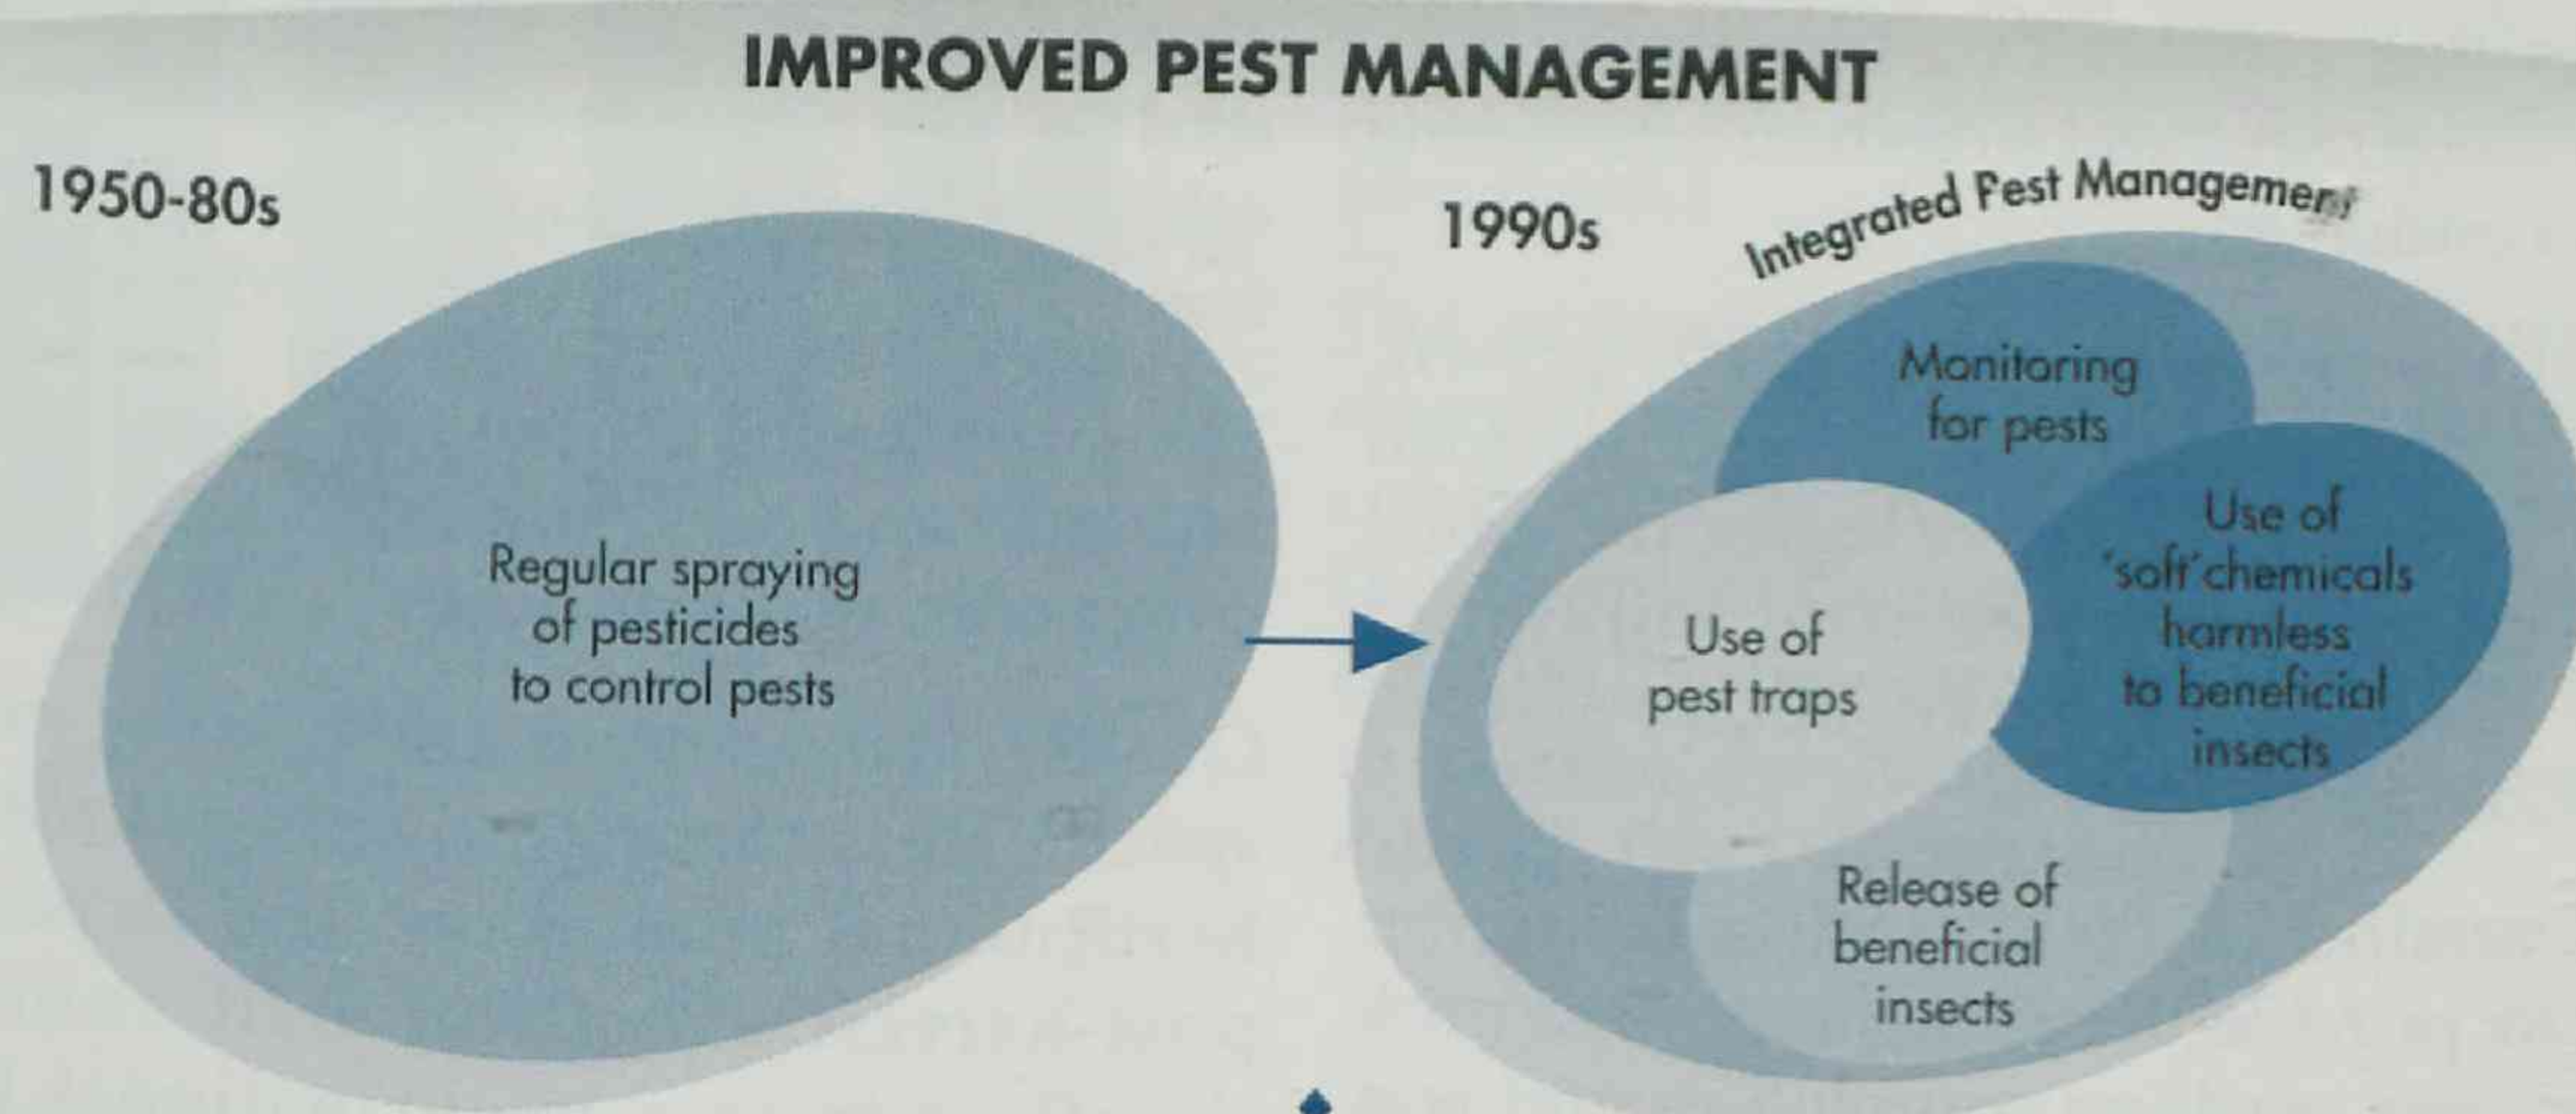 IMPROVED PEST MANAGEMENT
1950-80s
Regular spraying
of pesticides
to control pests
1990s
Integrated Pest Management
Monitoring
for pests
Use of
'soft' chemicals
harmless
to beneficial
insects
Use of
pest traps
Release of
beneficial
insects